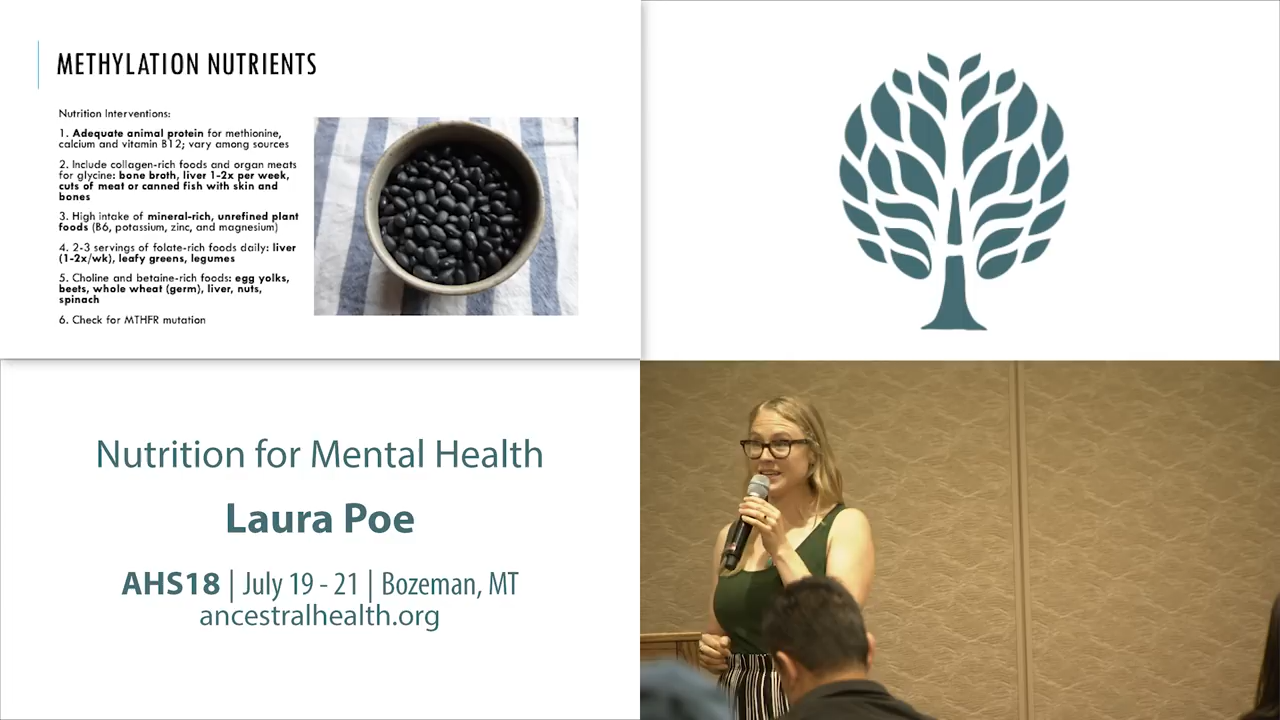 METHYLATION NUTRIENTS
Nutrition Interventions:
1. Adequate animal protein for methionine,
calcium and vitamin B12; vary among sources
2. Include collagen-rich foods and organ meats
for glycine: bone broth, liver 1-2x per week,
cuts of meat or canned fish with skin and
bones
3. High intake of mineral-rich, unrefined plant
foods (B6, potassium, zinc, and magnesium)
4. 2-3 servings of folate-rich foods daily: liver
(1-2x/wk), leafy greens, legumes
5. Choline and betaine-rich foods: egg yolks,
beets, whole wheat (germ), liver, nuts,
spinach
6. Check for MTHFR mutation
Nutrition for Mental Health
Laura Poe
AHS18 | July 19 - 21 | Bozeman, MT
ancestralhealth.org